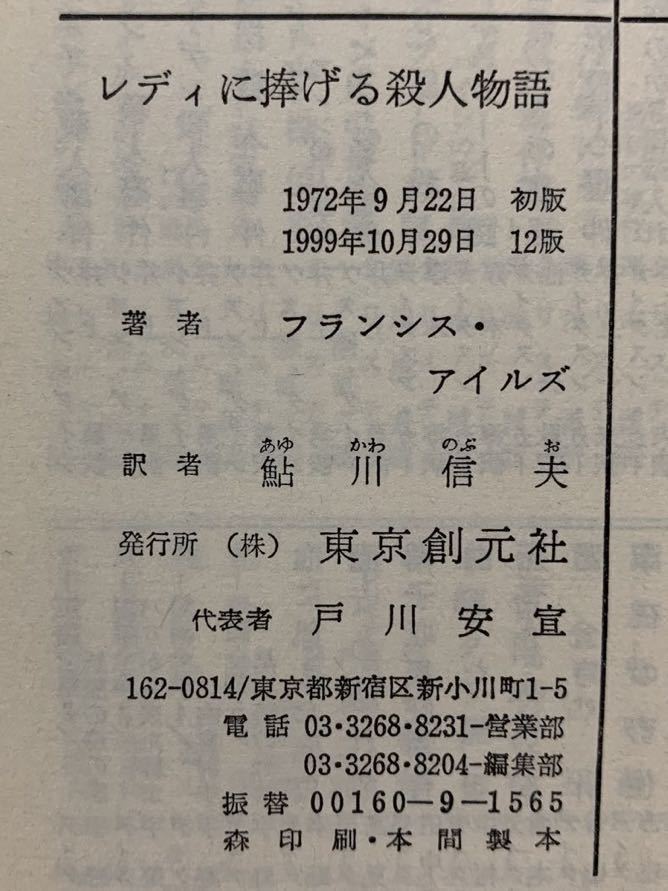 レディに捧げる殺人物語
1972年9月22日 初版
1999年10月29日 12版
著者 フランシス・
アイルズ
あゆ かわ のぶ お
訳者 鮎川信夫
発行所 (株) 東京創元社
代表者 戸川安宣
162-0814/東京都新宿区新小川町1-5
電話 03・3268・8231-営業部
03・3268・8204-編集部
振替 00160—9—1565
森印刷・本間製本